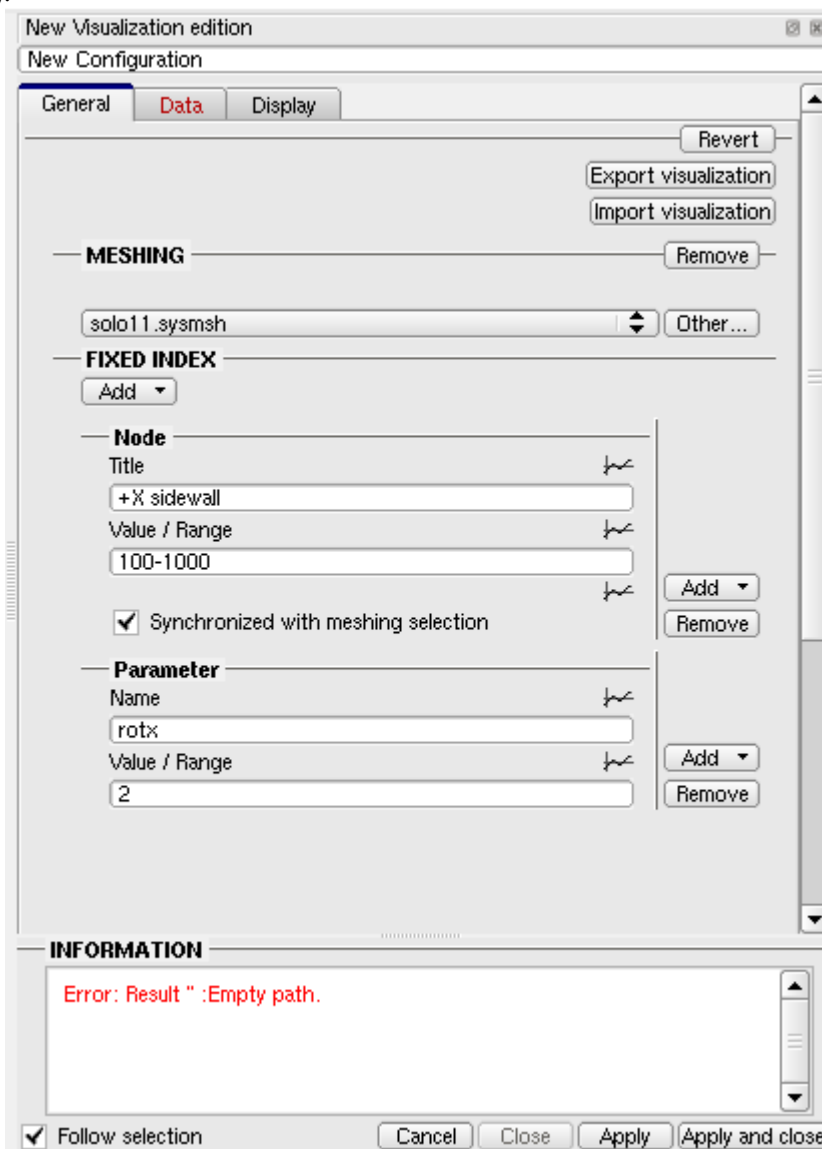 New Visualization edition
New Configuration
General Data Display
Revert
Export visualization
Import visualization
MESHING Remove
solo11.sysmsh Other...
FIXED INDEX
Add
Node
Title
+X sidewall
Value / Range
100-1000
Add
Synchronized with meshing selection Remove
Parameter
Name
rotx
Value / Range Add
2 Remove
INFORMATION
Error: Result '' :Empty path.
Follow selection Cancel Close Apply Apply and close